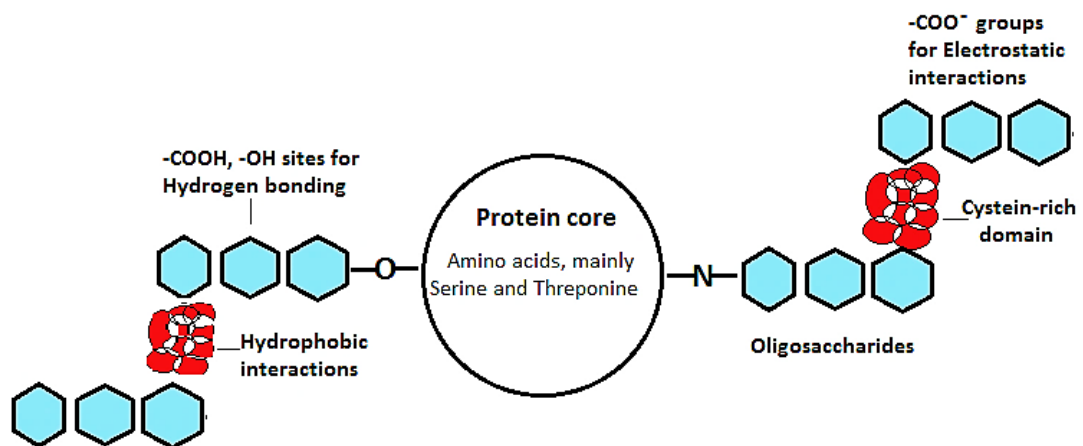 -COO⁻ groups
for Electrostatic
interactions
-COOH, -OH sites for
Hydrogen bonding
Protein core
Amino acids, mainly
Serine and Threponine
O
N
Cystein-rich
domain
Hydrophobic
interactions
Oligosaccharides